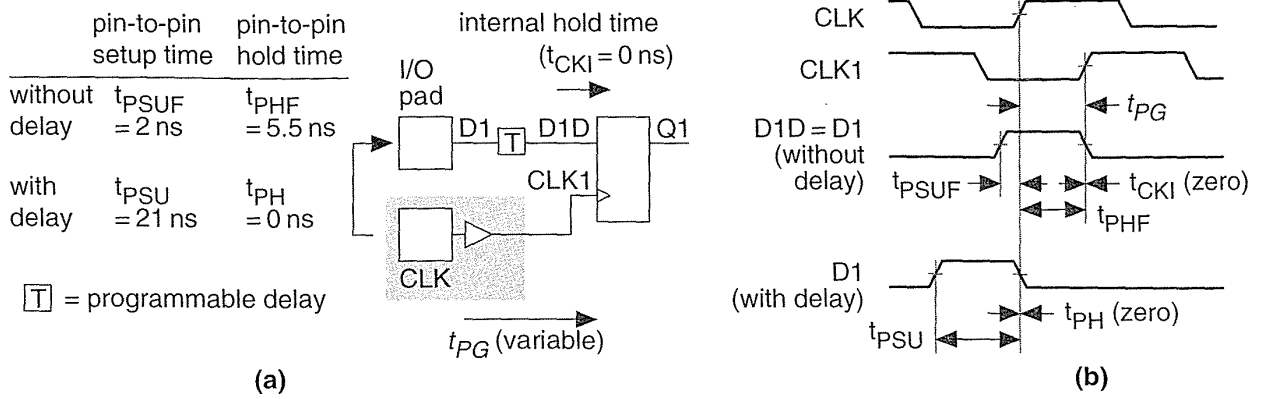 pin-to-pin setup time
pin-to-pin hold time
without delay
tPSUF = 2 ns
tPHF = 5.5 ns
with delay
tPSU = 21 ns
tPH = 0 ns
T = programmable delay
internal hold time
(tCKI = 0 ns)
I/O pad
D1
T
D1D
Q1
CLK1
CLK
tPG (variable)
(a)
CLK
CLK1
tPG
D1D = D1
(without delay)
tPSUF
tCKI (zero)
tPHF
D1
(with delay)
tPH (zero)
tPSU
(b)